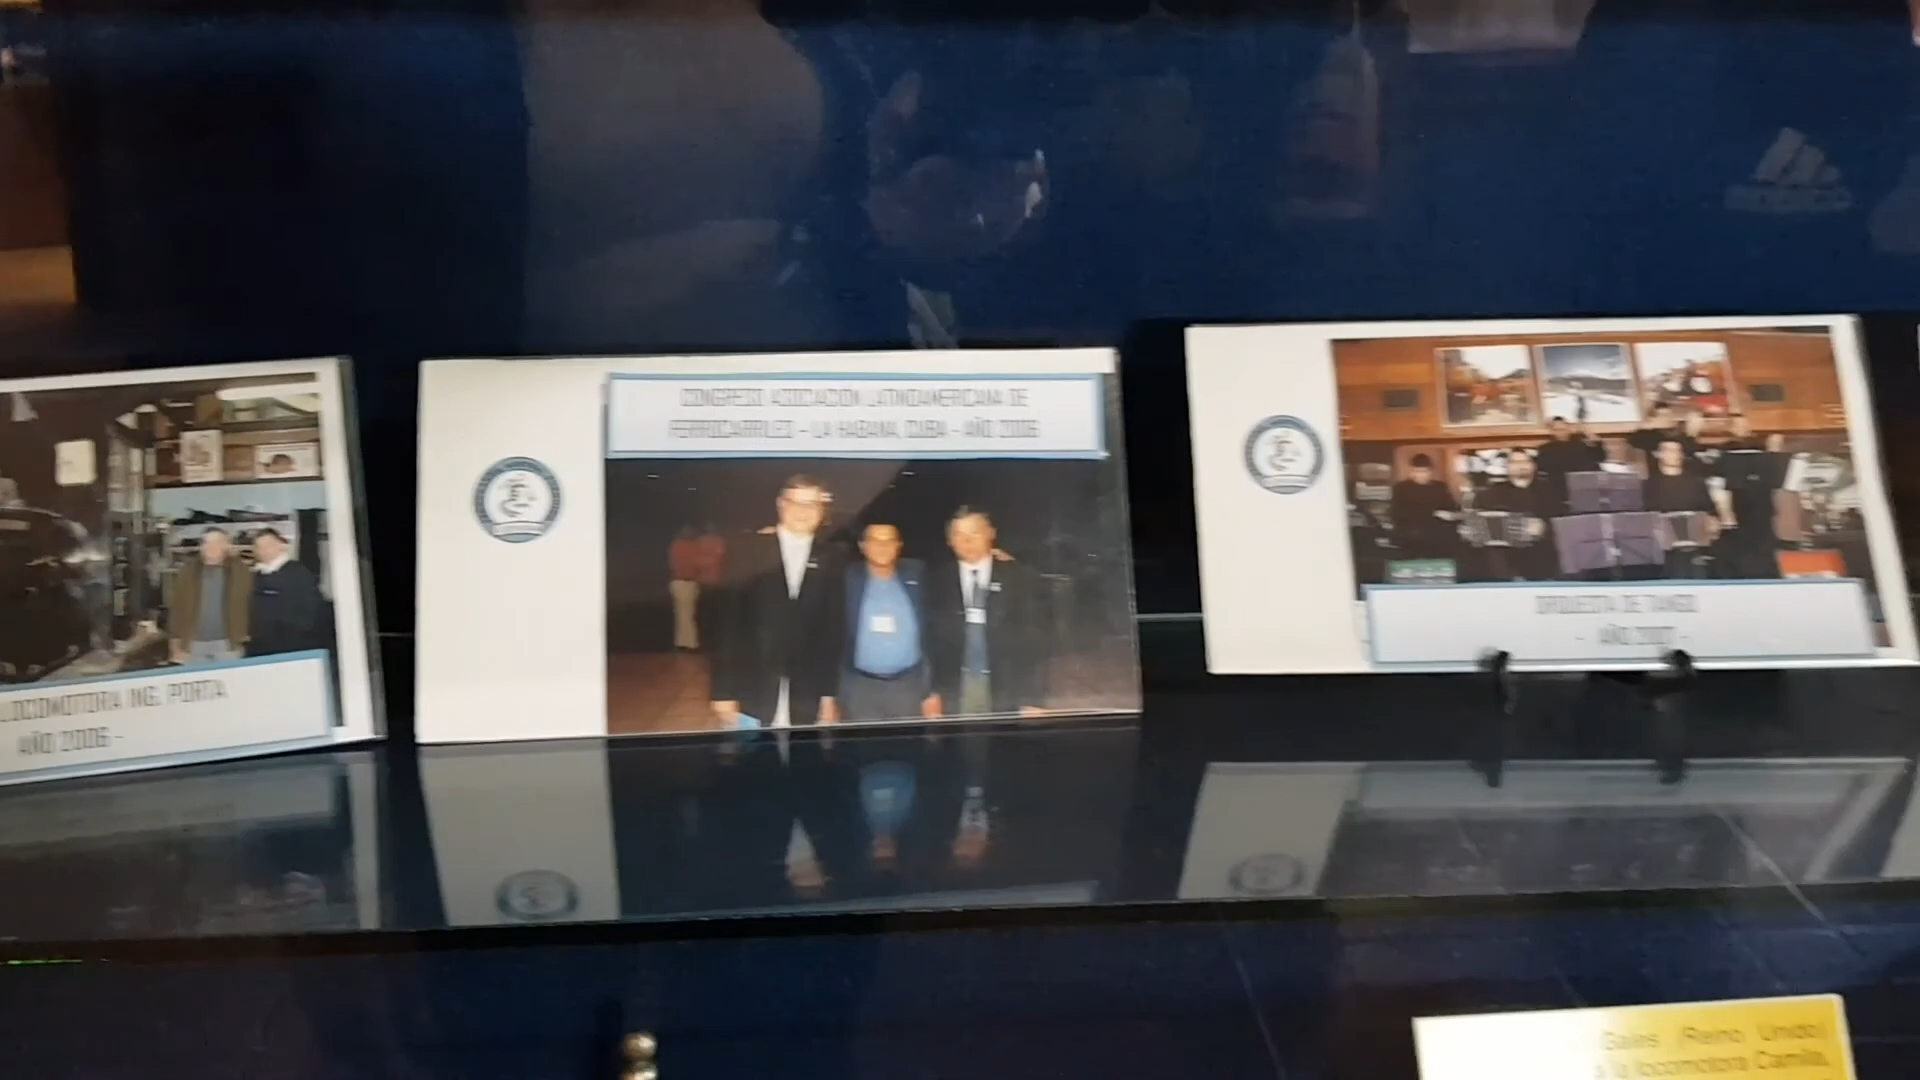 LOCOMOTORA ING. PORTA
AÑO 2006 -
CONGRESO ASOCIACION LATINOAMERICANA DE
FERROCARRILES - LA HABANA, CUBA - AÑO 2006
ORQUESTA DE TANGO
- AÑO 2007 -
Gales (Reino Unido)
a la locomotora Camila,